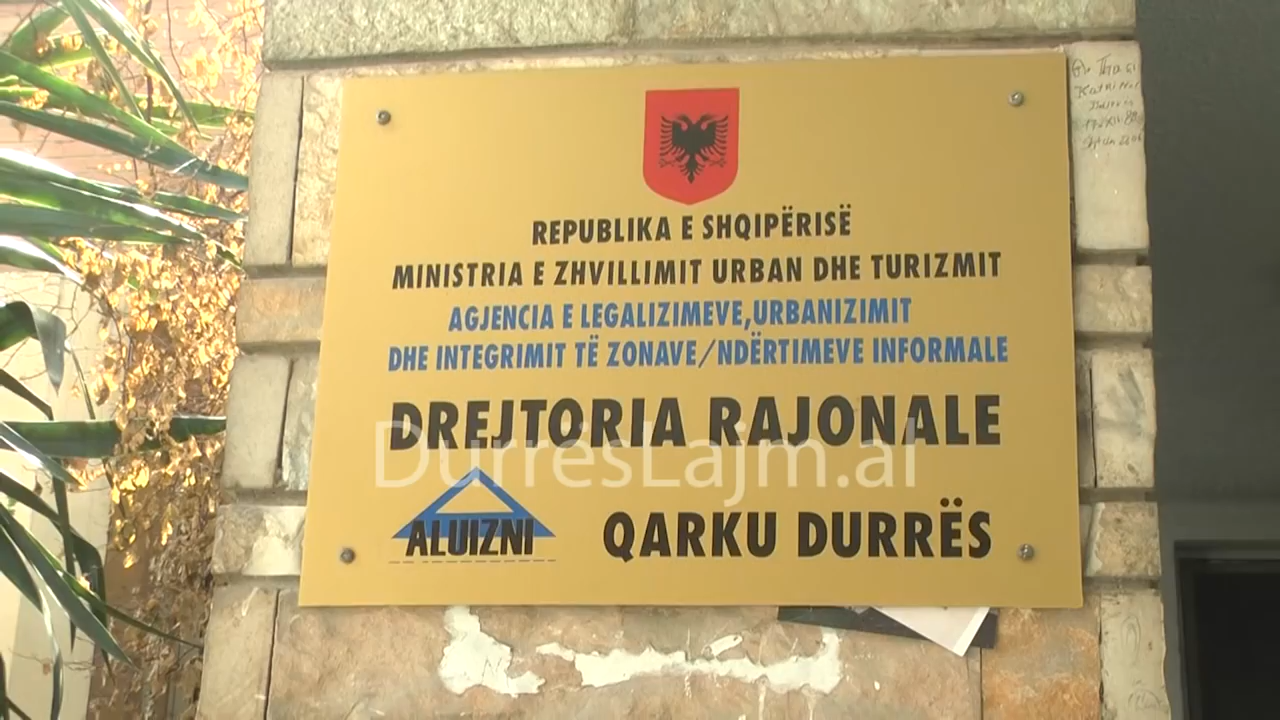 REPUBLIKA E SHQIPËRISË
MINISTRIA E ZHVILLIMIT URBAN DHE TURIZMIT
AGJENCIA E LEGALIZIMEVE,URBANIZIMIT
DHE INTEGRIMIT TË ZONAVE/NDËRTIMEVE INFORMALE
DREJTORIA RAJONALE
DurrësLajm.al
ALUIZNI
QARKU DURRËS